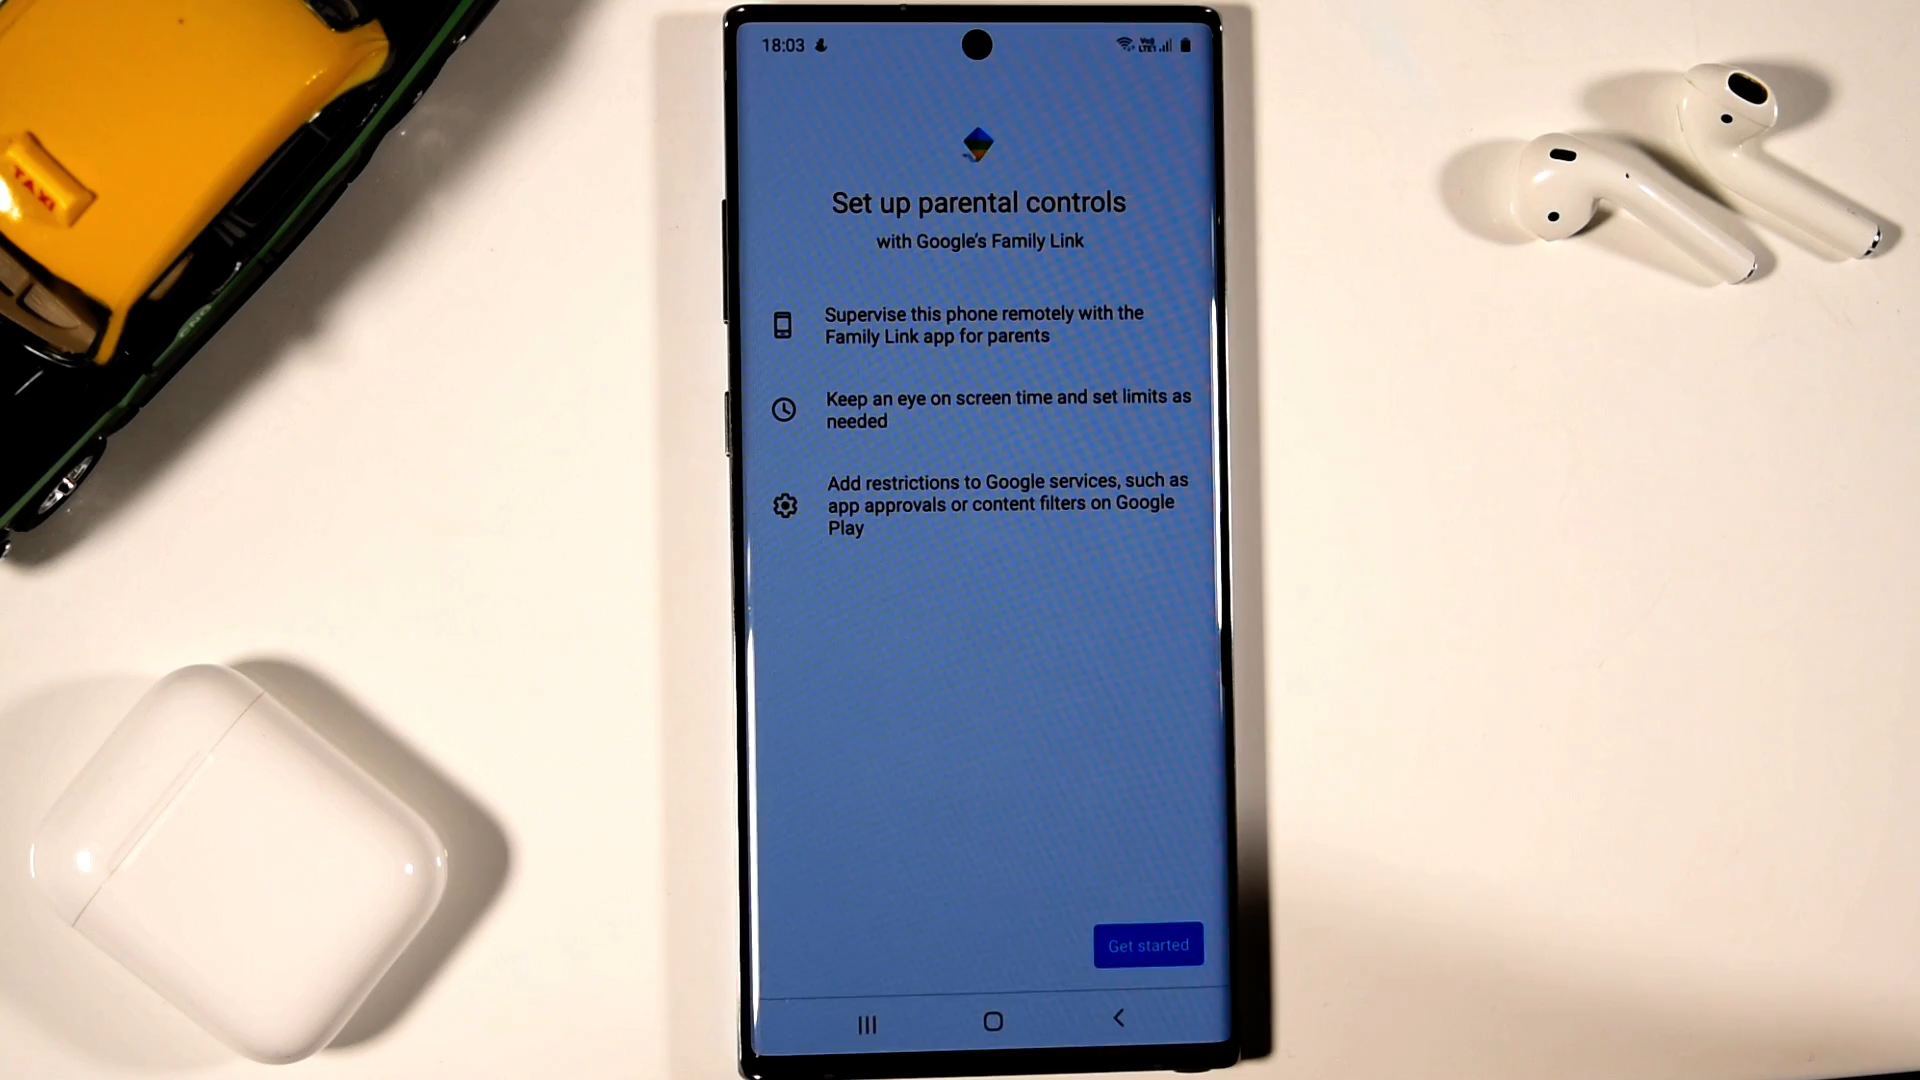 18:03
TAXI
Set up parental controls
with Google's Family Link
Supervise this phone remotely with the
Family Link app for parents
Keep an eye on screen time and set limits as
needed
Add restrictions to Google services, such as
app approvals or content filters on Google
Play
Get started